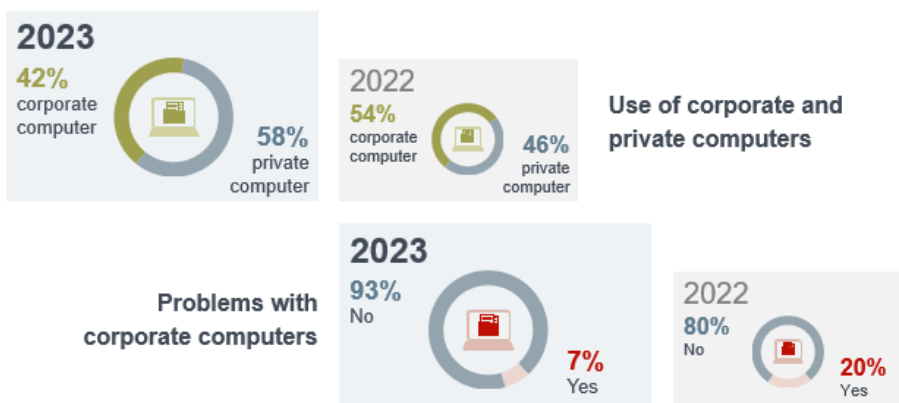 2023
42%
corporate
computer
58%
private
computer
2022
54%
corporate
computer
46%
private
computer
Use of corporate and
private computers
Problems with
corporate computers
2023
93%
No
7%
Yes
2022
80%
No
20%
Yes